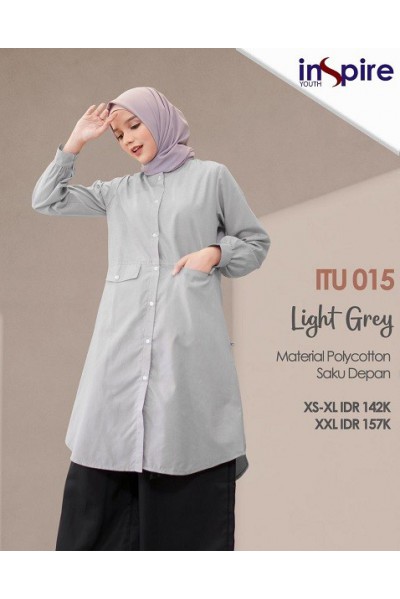 inspire
YOUTH
ITU 015
Light Grey
Material Polycotton
Saku Depan
XS-XL IDR 142K
XXL IDR 157K